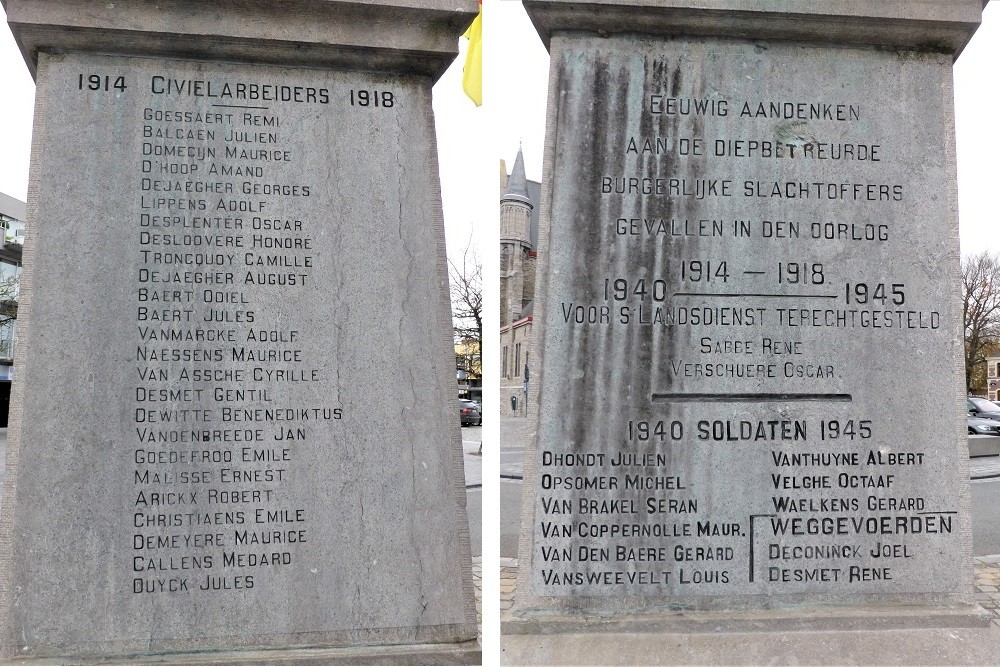 1914 CIVIELARBEIDERS 1918
GOESSAERT REMI
BALCAEN JULIEN
DOMECIJN MAURICE
D'HOOP AMAND
DEJAEGHER GEORGES
LIPPENS ADOLF
DESPLENTER OSCAR
DESLOOVERE HONORE
TRONCQUOY CAMILLE
DEJAEGHER AUGUST
BAERT ODIEL
BAERT JULES
VANMARCKE ADOLF
NAESSENS MAURICE
VAN ASSCHE CYRILLE
DESMET GENTIL
DEWITTE BENENEDIKTUS
VANDENBREEDE JAN
GOEDEFROO EMILE
MALISSE ERNEST
ARICKX ROBERT
CHRISTIAENS EMILE
DEMEYERE MAURICE
CALLENS MEDARD
DUYCK JULES
EEUWIG AANDENKEN
AAN DE DIEPBETREURDE
BURGERLIJKE SLACHTOFFERS
GEVALLEN IN DEN OORLOG
1914 — 1918.
1940 — 1945
VOOR S'LANDSDIENST TERECHTGESTELD
SABBE RENE
VERSCHUERE OSCAR.
1940 SOLDATEN 1945
DHONDT JULIEN
OPSOMER MICHEL
VAN BRAKEL SERAN
VAN COPPERNOLLE MAUR.
VAN DEN BAERE GERARD
VANSWEEVELT LOUIS
VANTHUYNE ALBERT
VELGHE OCTAAF
WAELKENS GERARD
WEGGEVOERDEN
DECONINCK JOEL
DESMET RENE